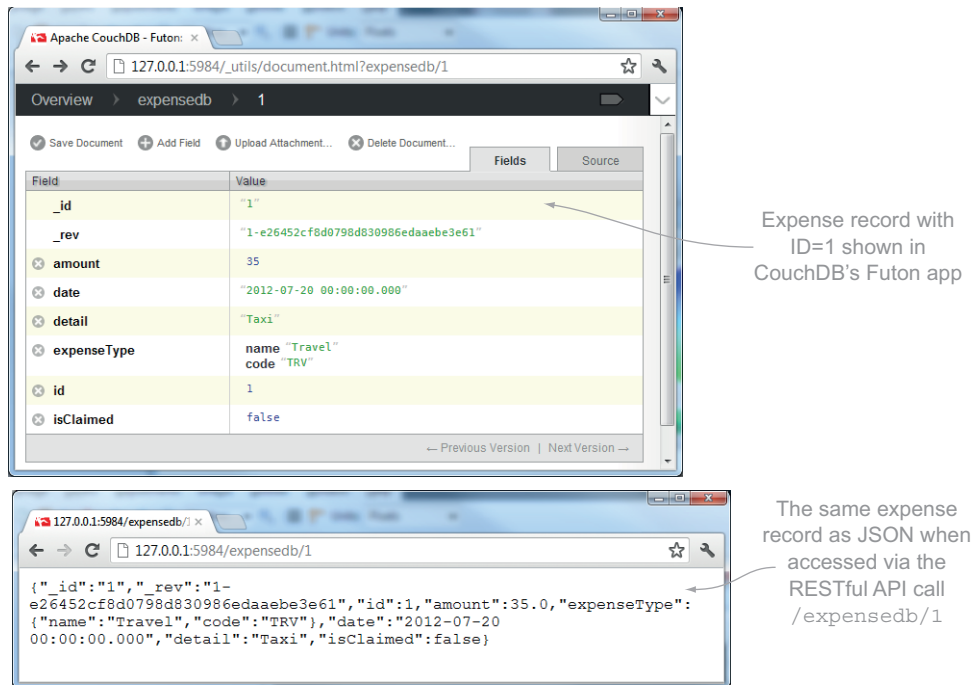 Apache CouchDB - Futon: ×
127.0.0.1:5984/_utils/document.html?expensedb/1
Overview expensedb 1
Save Document Add Field Upload Attachment... Delete Document...
Fields Source
Field Value
_id "1"
_rev "1-e26452cf8d0798d830986edaaebe3e61"
amount 35
date "2012-07-20 00:00:00.000"
detail "Taxi"
expenseType name "Travel"
code "TRV"
id 1
isClaimed false
← Previous Version | Next Version →
Expense record with
ID=1 shown in
CouchDB's Futon app
127.0.0.1:5984/expensedb/1 ×
127.0.0.1:5984/expensedb/1
{"_id":"1","_rev":"1-
e26452cf8d0798d830986edaaebe3e61","id":1,"amount":35.0,"expenseType":
{"name":"Travel","code":"TRV"},"date":"2012-07-20
00:00:00.000","detail":"Taxi","isClaimed":false}
The same expense
record as JSON when
accessed via the
RESTful API call
/expensedb/1